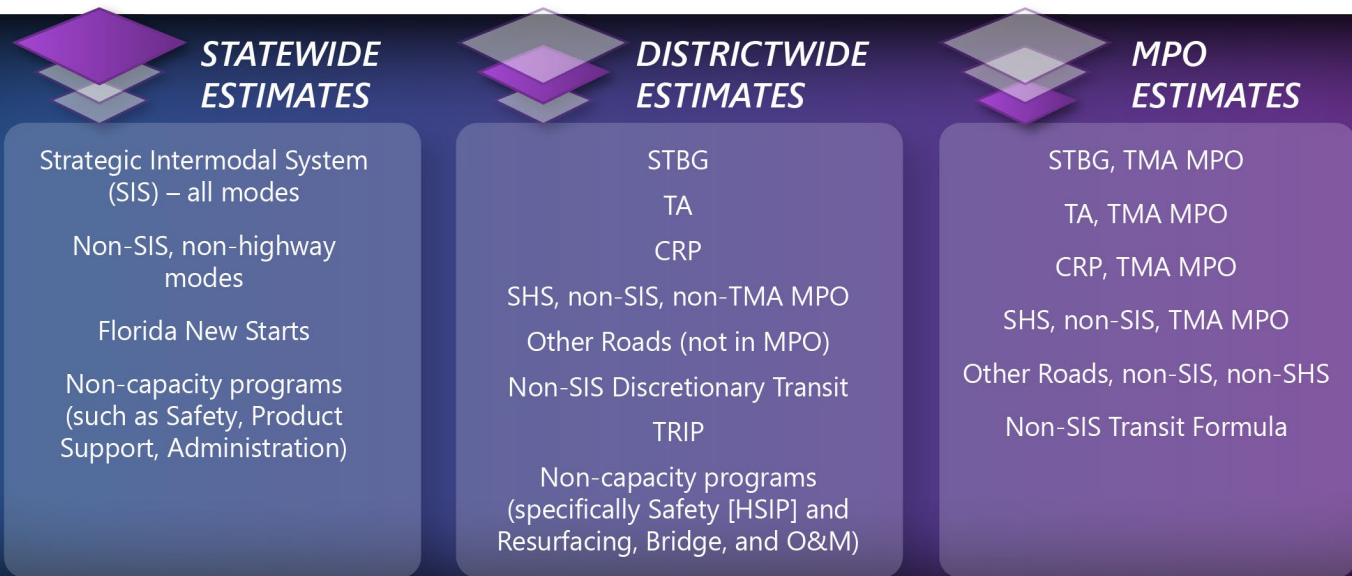 STATEWIDE
ESTIMATES
Strategic Intermodal System
(SIS) – all modes
Non-SIS, non-highway
modes
Florida New Starts
Non-capacity programs
(such as Safety, Product
Support, Administration)
DISTRICTWIDE
ESTIMATES
STBG
TA
CRP
SHS, non-SIS, non-TMA MPO
Other Roads (not in MPO)
Non-SIS Discretionary Transit
TRIP
Non-capacity programs
(specifically Safety [HSIP] and
Resurfacing, Bridge, and O&M)
MPO
ESTIMATES
STBG, TMA MPO
TA, TMA MPO
CRP, TMA MPO
SHS, non-SIS, TMA MPO
Other Roads, non-SIS, non-SHS
Non-SIS Transit Formula